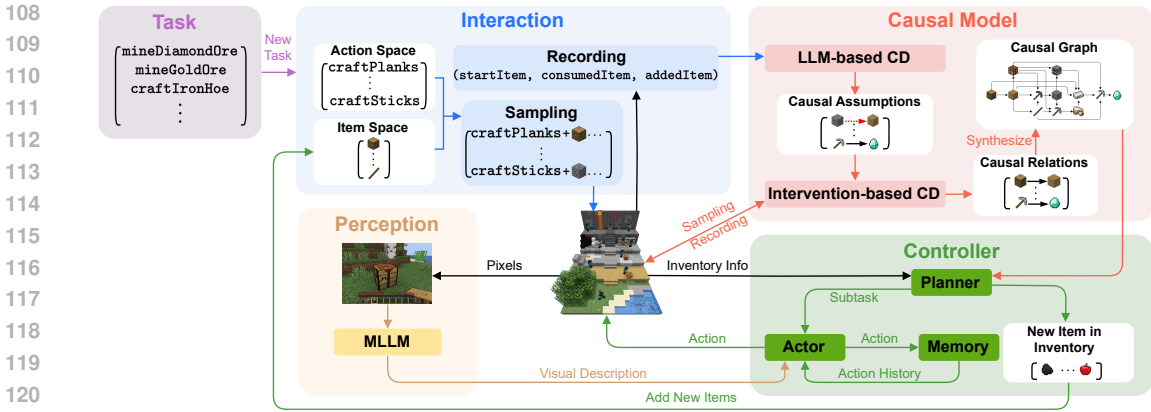 108
109
110
111
112
113
114
115
116
117
118
119
120
Task
mineDiamondOre
mineGoldOre
craftIronHoe
New
Task
Interaction
Action Space
craftPlanks
craftSticks
Item Space
Recording
(startItem, consumedItem, addedItem)
Sampling
craftPlanks+
craftSticks+
Causal Model
LLM-based CD
Causal Assumptions
Intervention-based CD
Causal Graph
Synthesize
Causal Relations
Sampling
Recording
Perception
Pixels
MLLM
Visual Description
Inventory Info
Controller
Planner
Subtask
Actor
Action
Action
Memory
Action History
New Item in
Inventory
Add New Items